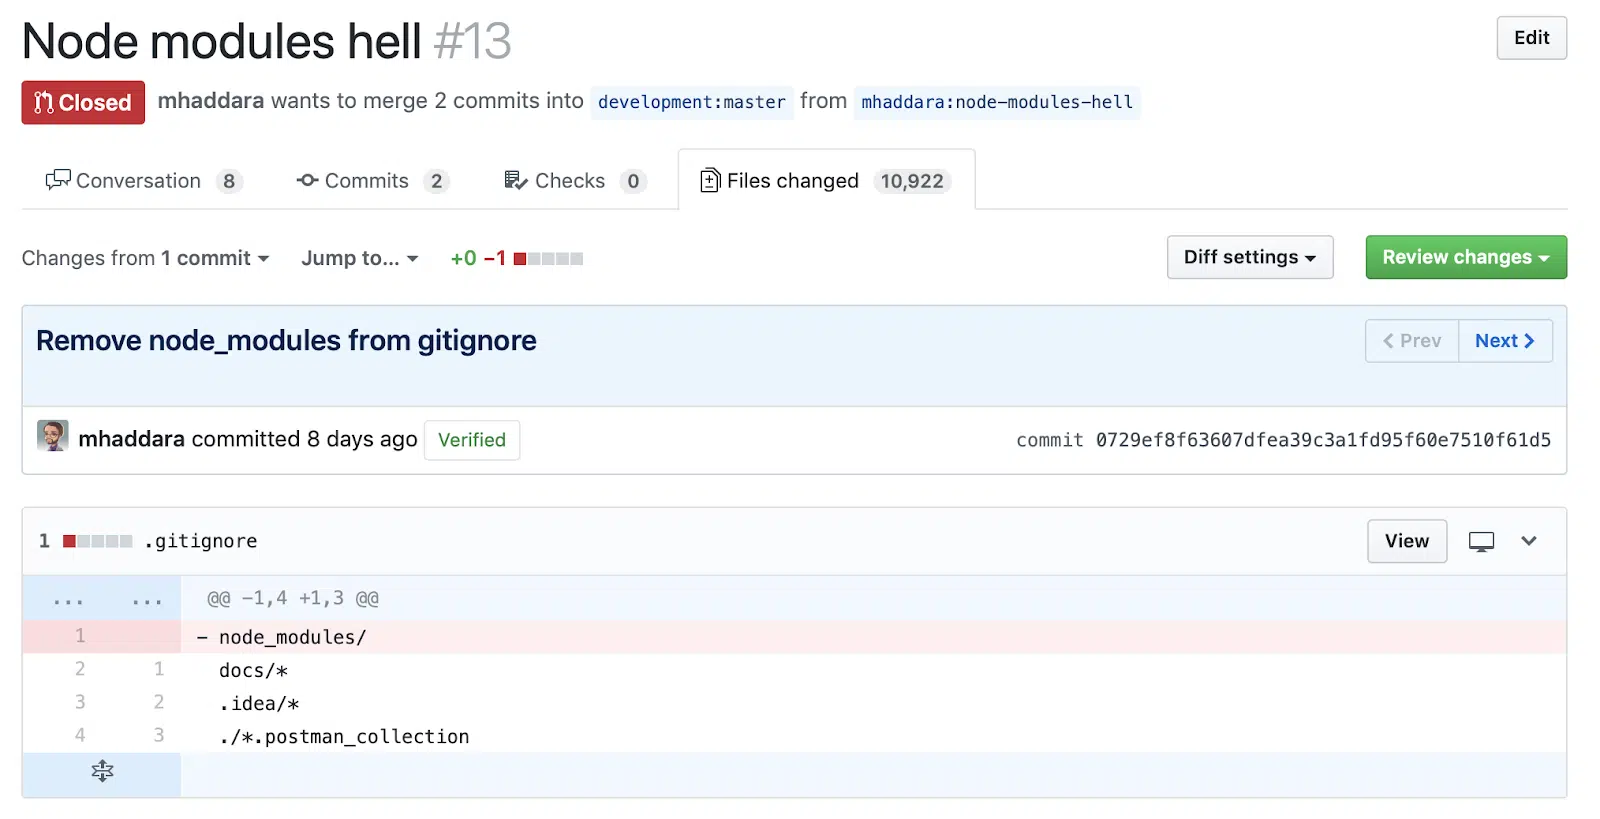 Node modules hell #13
Edit
Closed mhaddara wants to merge 2 commits into development:master from mhaddara:node-modules-hell
Conversation 8 Commits 2 Checks 0 Files changed 10,922
Changes from 1 commit Jump to... +0 −1 Diff settings Review changes
Remove node_modules from gitignore
Prev Next
mhaddara committed 8 days ago Verified commit 0729ef8f63607dfea39c3a1fd95f60e7510f61d5
1 .gitignore View
... ... @@ −1,4 +1,3 @@
1 − node_modules/
2 1 docs/*
3 2 .idea/*
4 3 ./*.postman_collection